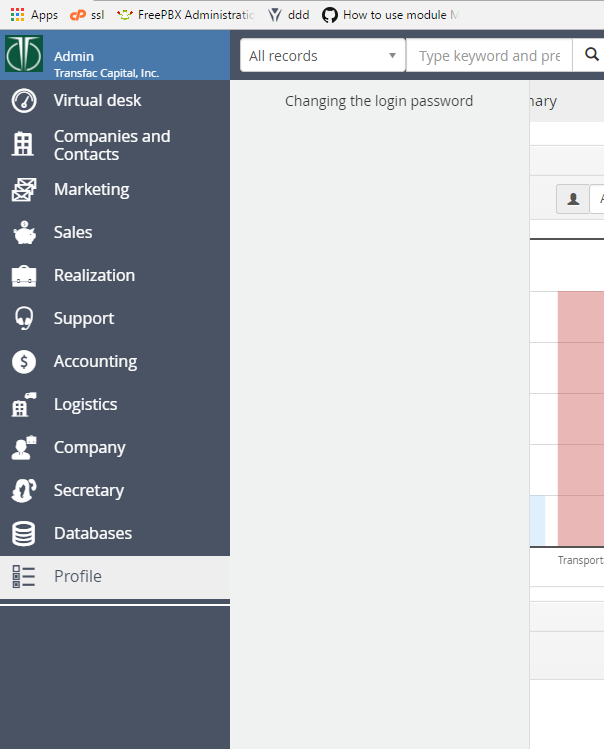 Apps ssl FreePBX Administratic ddd How to use module M
Admin
Transfac Capital, Inc.
All records
Type keyword and pre
Virtual desk
Companies and
Contacts
Marketing
Sales
Realization
Support
Accounting
Logistics
Company
Secretary
Databases
Profile
Changing the login password
nary
A
Transport